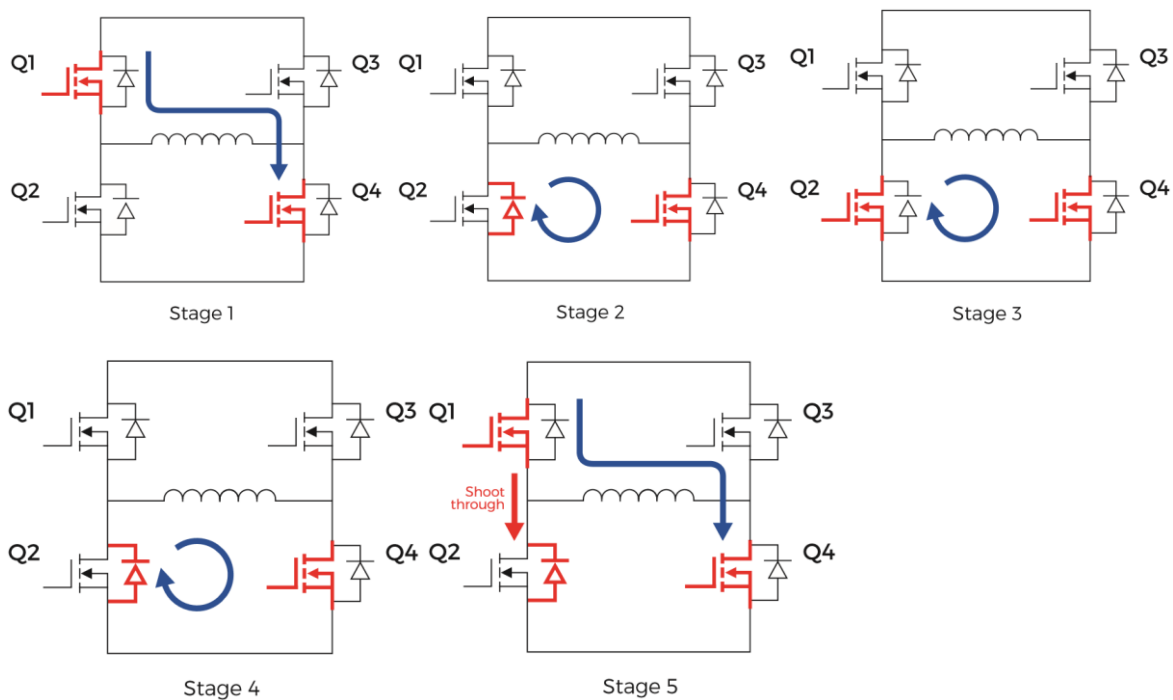 Q1
Q3
Q2
Q4
Stage 1
Q1
Q3
Q2
Q4
Stage 2
Q1
Q3
Q2
Q4
Stage 3
Q1
Q3
Q2
Q4
Stage 4
Q1
Q3
Shoot
through
Q2
Q4
Stage 5